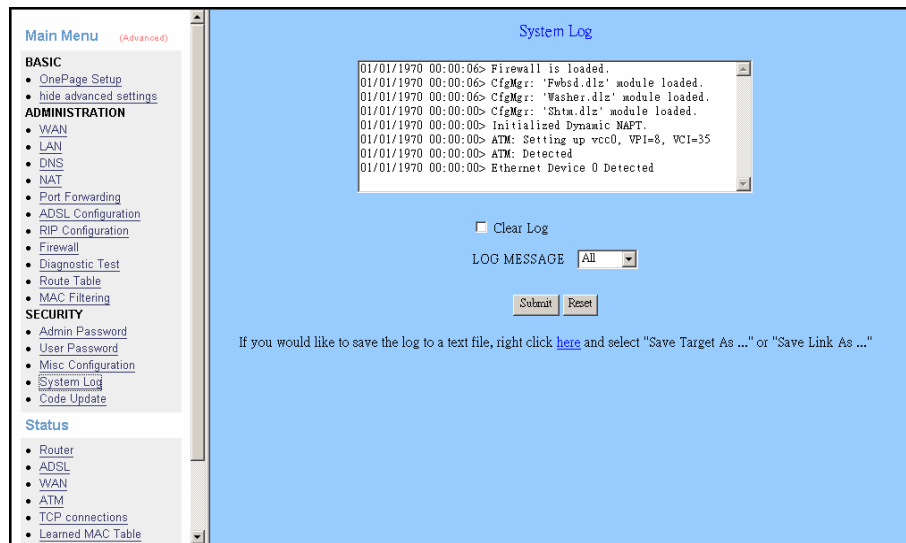 Main Menu (Advanced)
BASIC
OnePage Setup
hide advanced settings
ADMINISTRATION
WAN
LAN
DNS
NAT
Port Forwarding
ADSL Configuration
RIP Configuration
Firewall
Diagnostic Test
Route Table
MAC Filtering
SECURITY
Admin Password
User Password
Misc Configuration
System Log
Code Update
Status
Router
ADSL
WAN
ATM
TCP connections
Learned MAC Table
System Log
01/01/1970 00:00:06> Firewall is loaded.
01/01/1970 00:00:06> CfgMgr: 'Fwbsd.dlz' module loaded.
01/01/1970 00:00:06> CfgMgr: 'Washer.dlz' module loaded.
01/01/1970 00:00:00> CfgMgr: 'Shtm.dlz' module loaded.
01/01/1970 00:00:00> Initialized Dynamic NAPT.
01/01/1970 00:00:00> ATM: Setting up vcc0, VPI=8, VCI=35
01/01/1970 00:00:00> ATM: Detected
01/01/1970 00:00:00> Ethernet Device 0 Detected
Clear Log
LOG MESSAGE All
Submit Reset
If you would like to save the log to a text file, right click here and select "Save Target As ..." or "Save Link As ..."